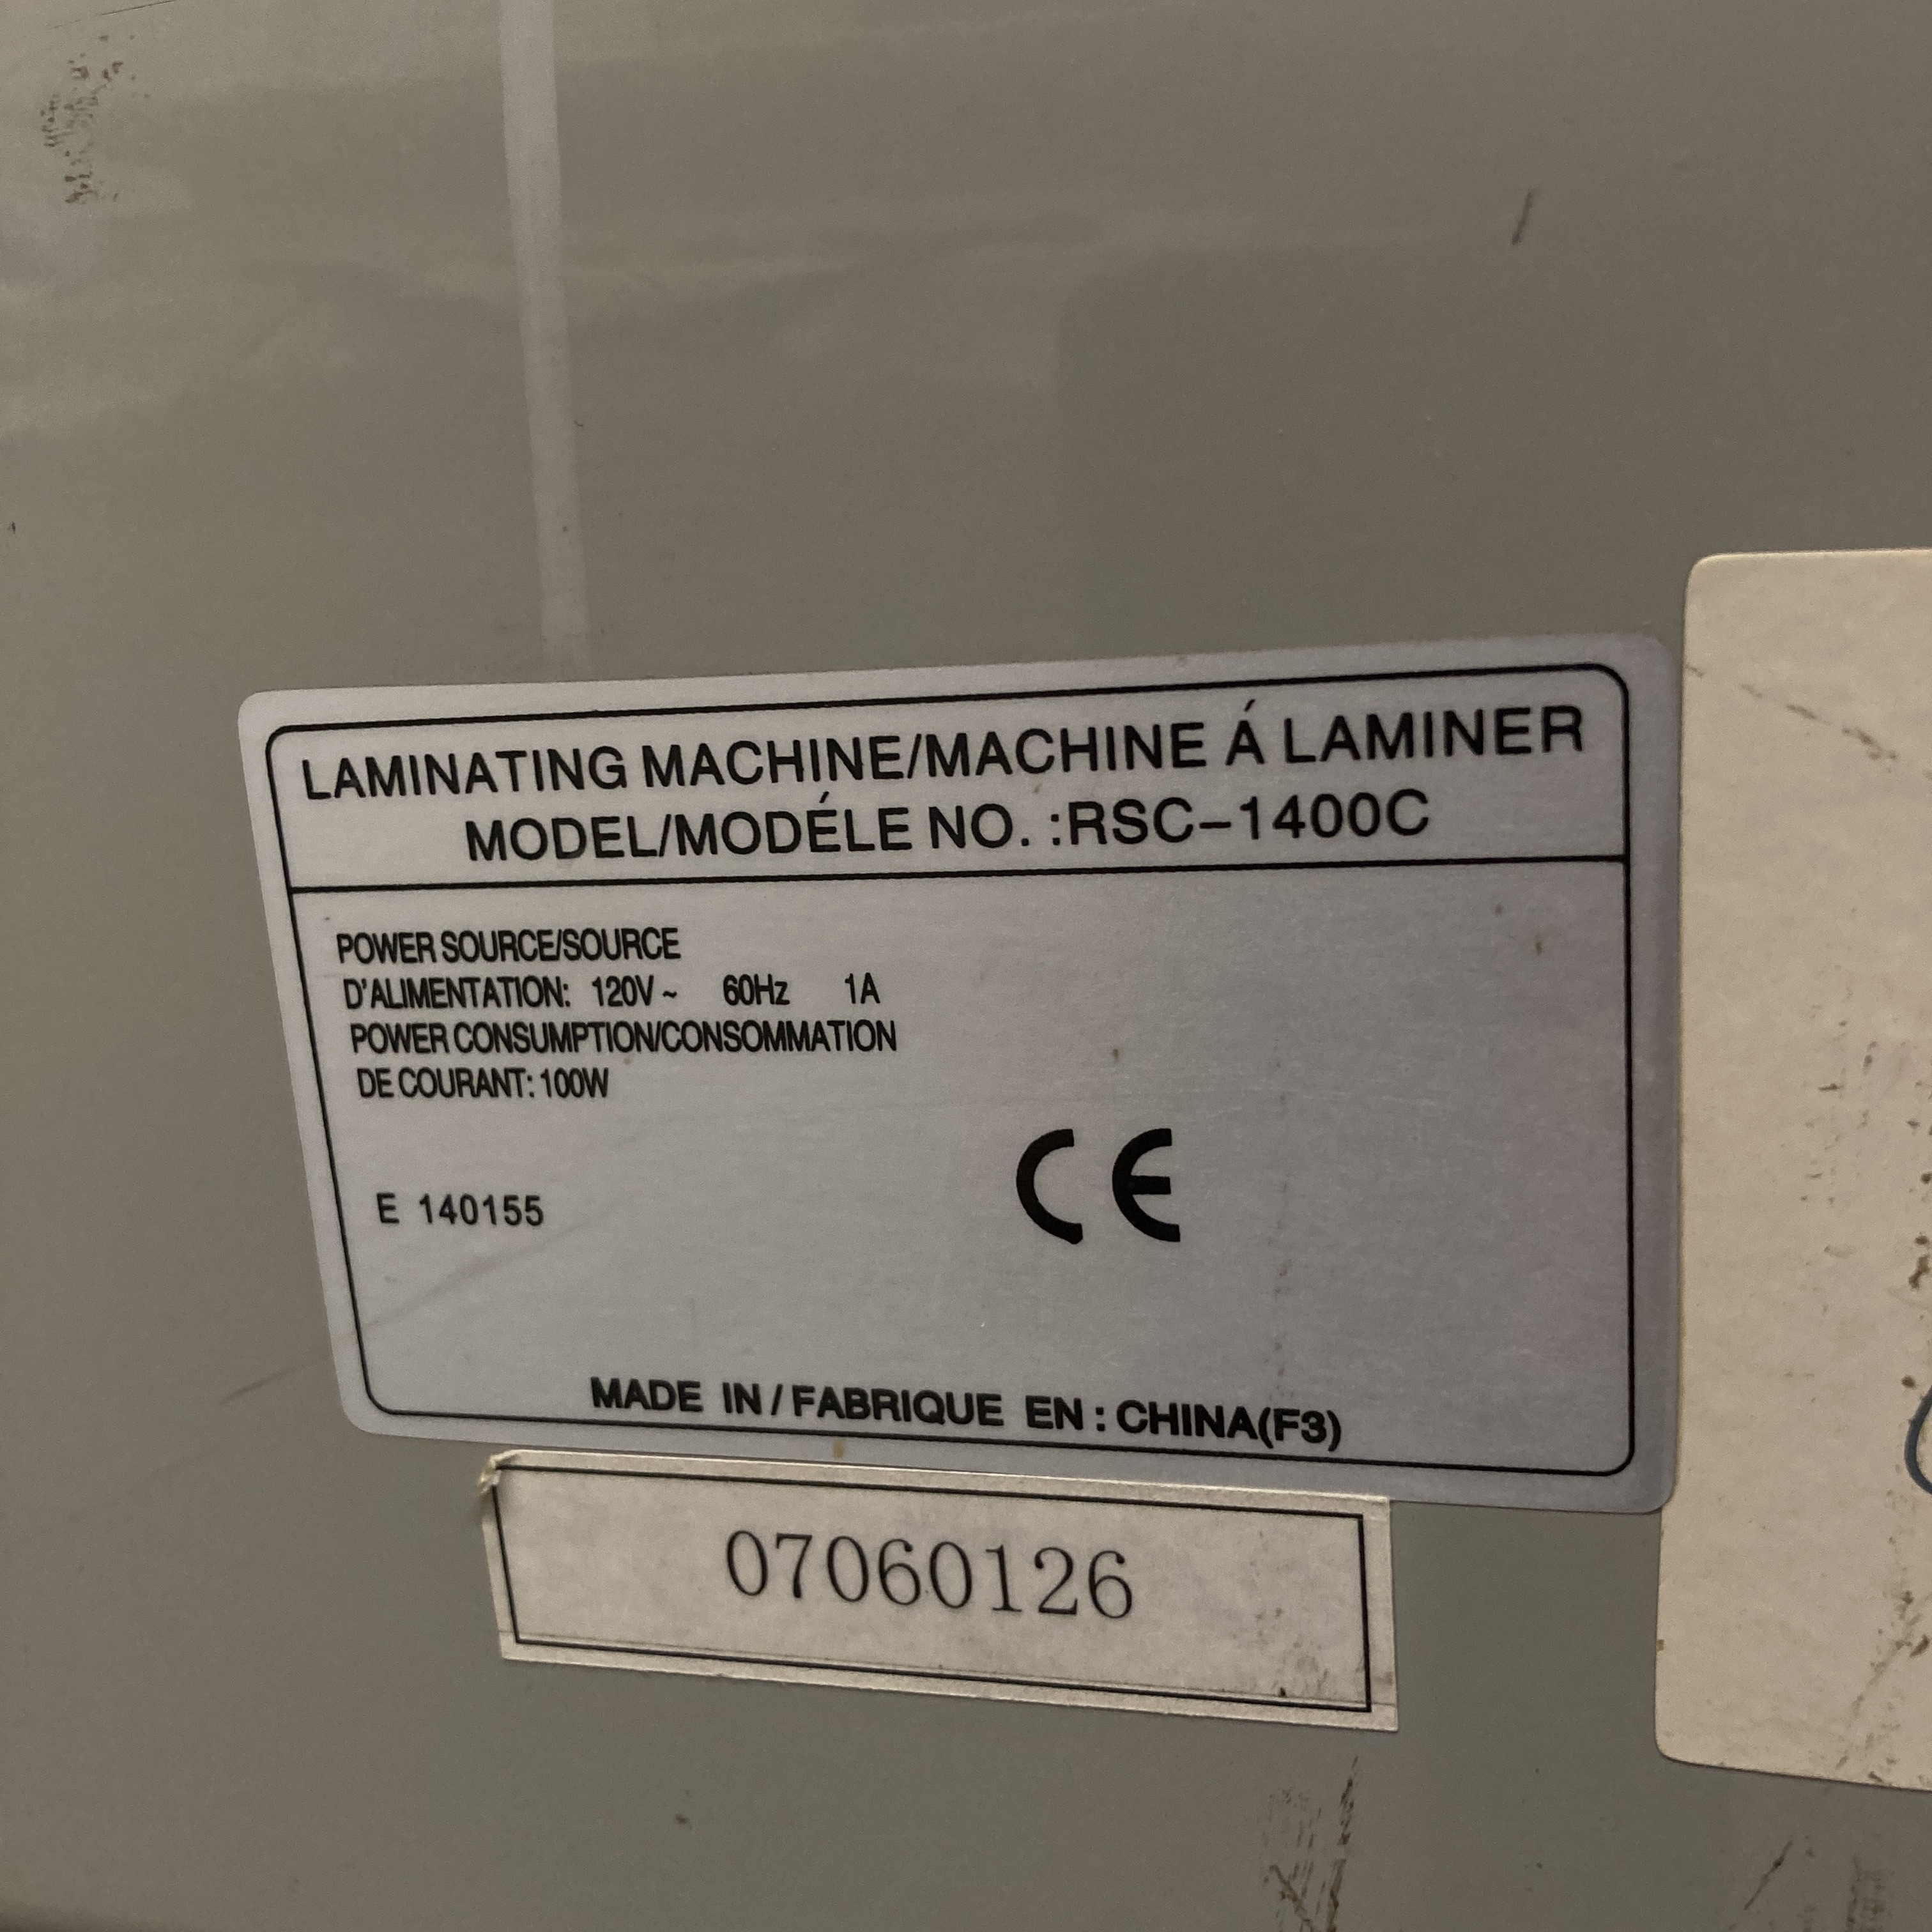 LAMINATING MACHINE/MACHINE Á LAMINER
MODEL/MODÉLE NO. :RSC-1400C
POWER SOURCE/SOURCE
D'ALIMENTATION: 120V~ 60Hz 1A
POWER CONSUMPTION/CONSOMMATION
DE COURANT: 100W
E 140155
CE
MADE IN / FABRIQUE EN : CHINA(F3)
07060126